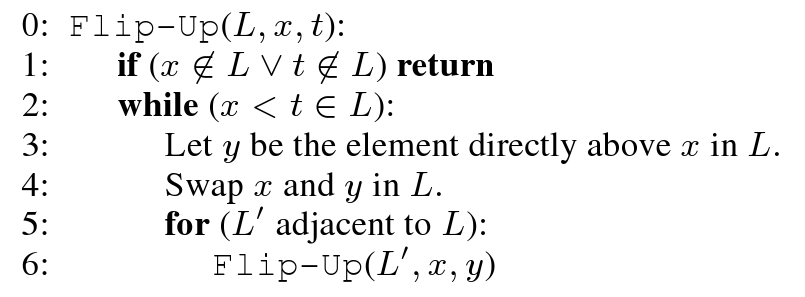 0: Flip-Up(L, x, t):
1: if (x ∉ L ∨ t ∉ L) return
2: while (x < t ∈ L):
3: Let y be the element directly above x in L.
4: Swap x and y in L.
5: for (L′ adjacent to L):
6: Flip-Up(L′, x, y)